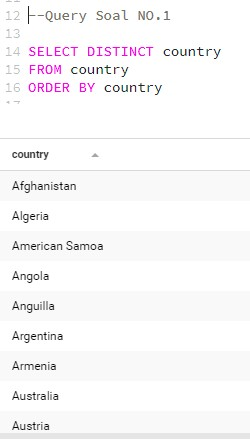 12 --Query Soal NO.1
13
14 SELECT DISTINCT country
15 FROM country
16 ORDER BY country
country
Afghanistan
Algeria
American Samoa
Angola
Anguilla
Argentina
Armenia
Australia
Austria